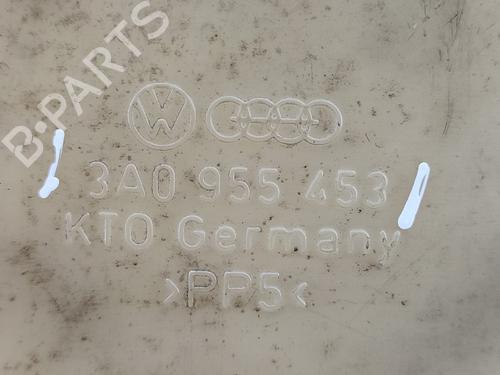 B-PARTS
3A0 955 453
KTO Germany
>PP5<